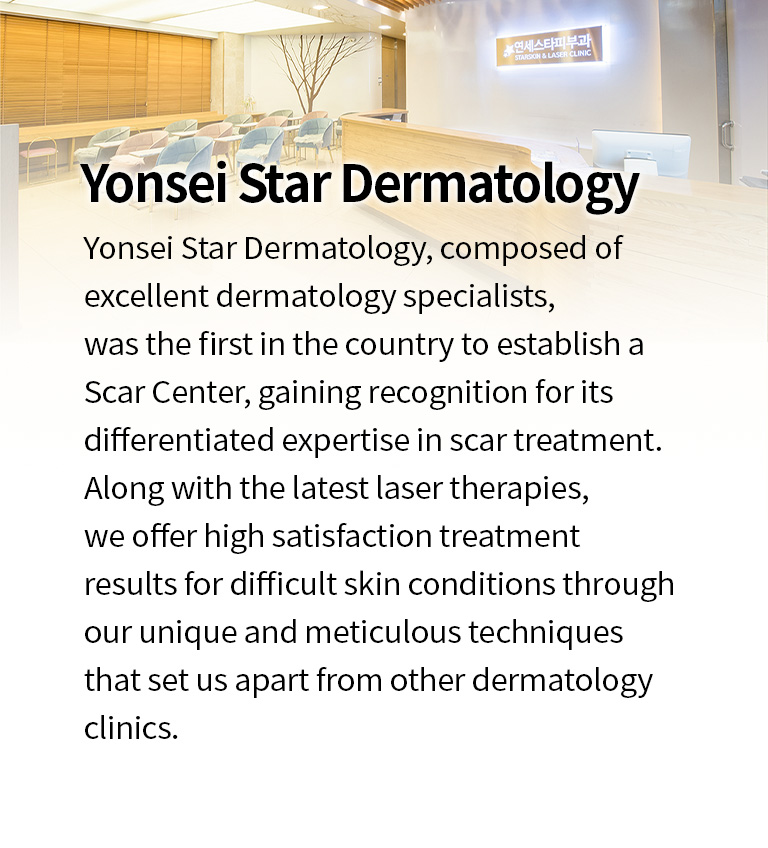 연세스타피부과
STARSKIN & LASER CLINIC
Yonsei Star Dermatology
Yonsei Star Dermatology, composed of
excellent dermatology specialists,
was the first in the country to establish a
Scar Center, gaining recognition for its
differentiated expertise in scar treatment.
Along with the latest laser therapies,
we offer high satisfaction treatment
results for difficult skin conditions through
our unique and meticulous techniques
that set us apart from other dermatology
clinics.